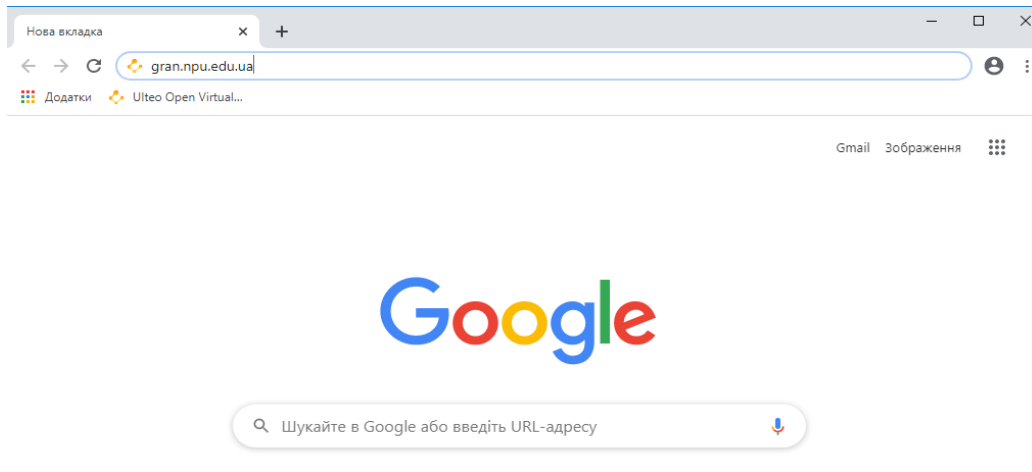 Нова вкладка
gran.npu.edu.ua
Додатки Ulteo Open Virtual...
Gmail Зображення
Google
Шукайте в Google або введіть URL-адресу